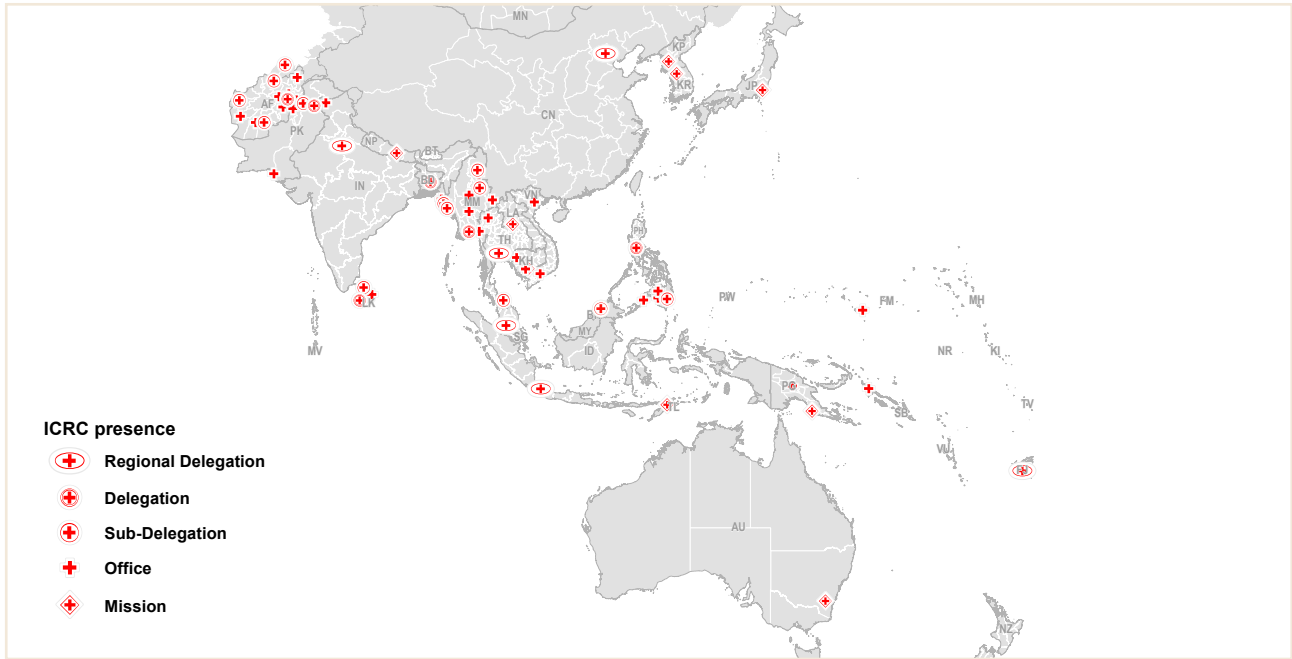 MN
KP
KR
JP
AF
PK
CN
NP
BT
IN
MM
VN
LA
TH
KH
PH
LK
MV
PW
FM
MH
SG
MY
ID
NR
KI
TL
SB
TV
VU
AU
NZ
ICRC presence
Regional Delegation
Delegation
Sub-Delegation
Office
Mission